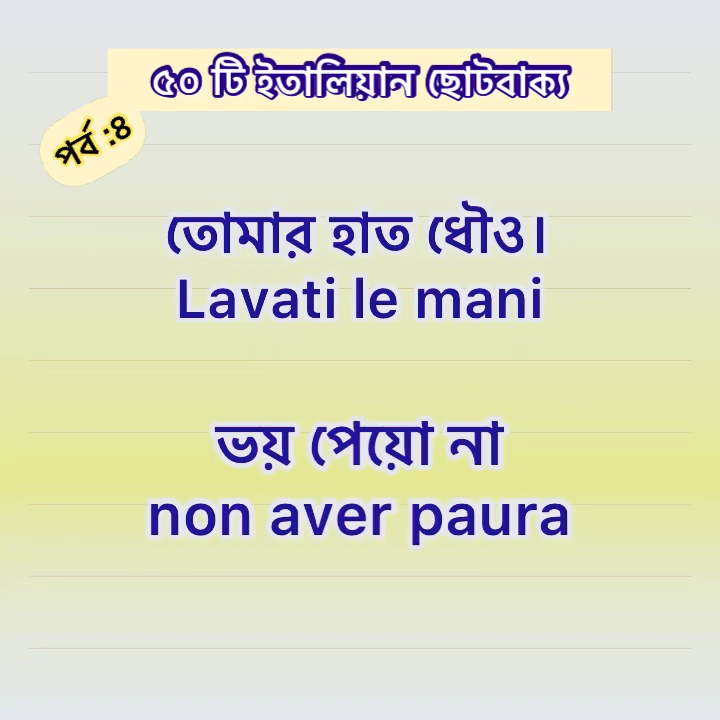 ৫০ টি ইতালিয়ান ছোটবাক্য
পর্ব :৪
তোমার হাত ধৌও।
Lavati le mani
ভয় পেয়ো না
non aver paura